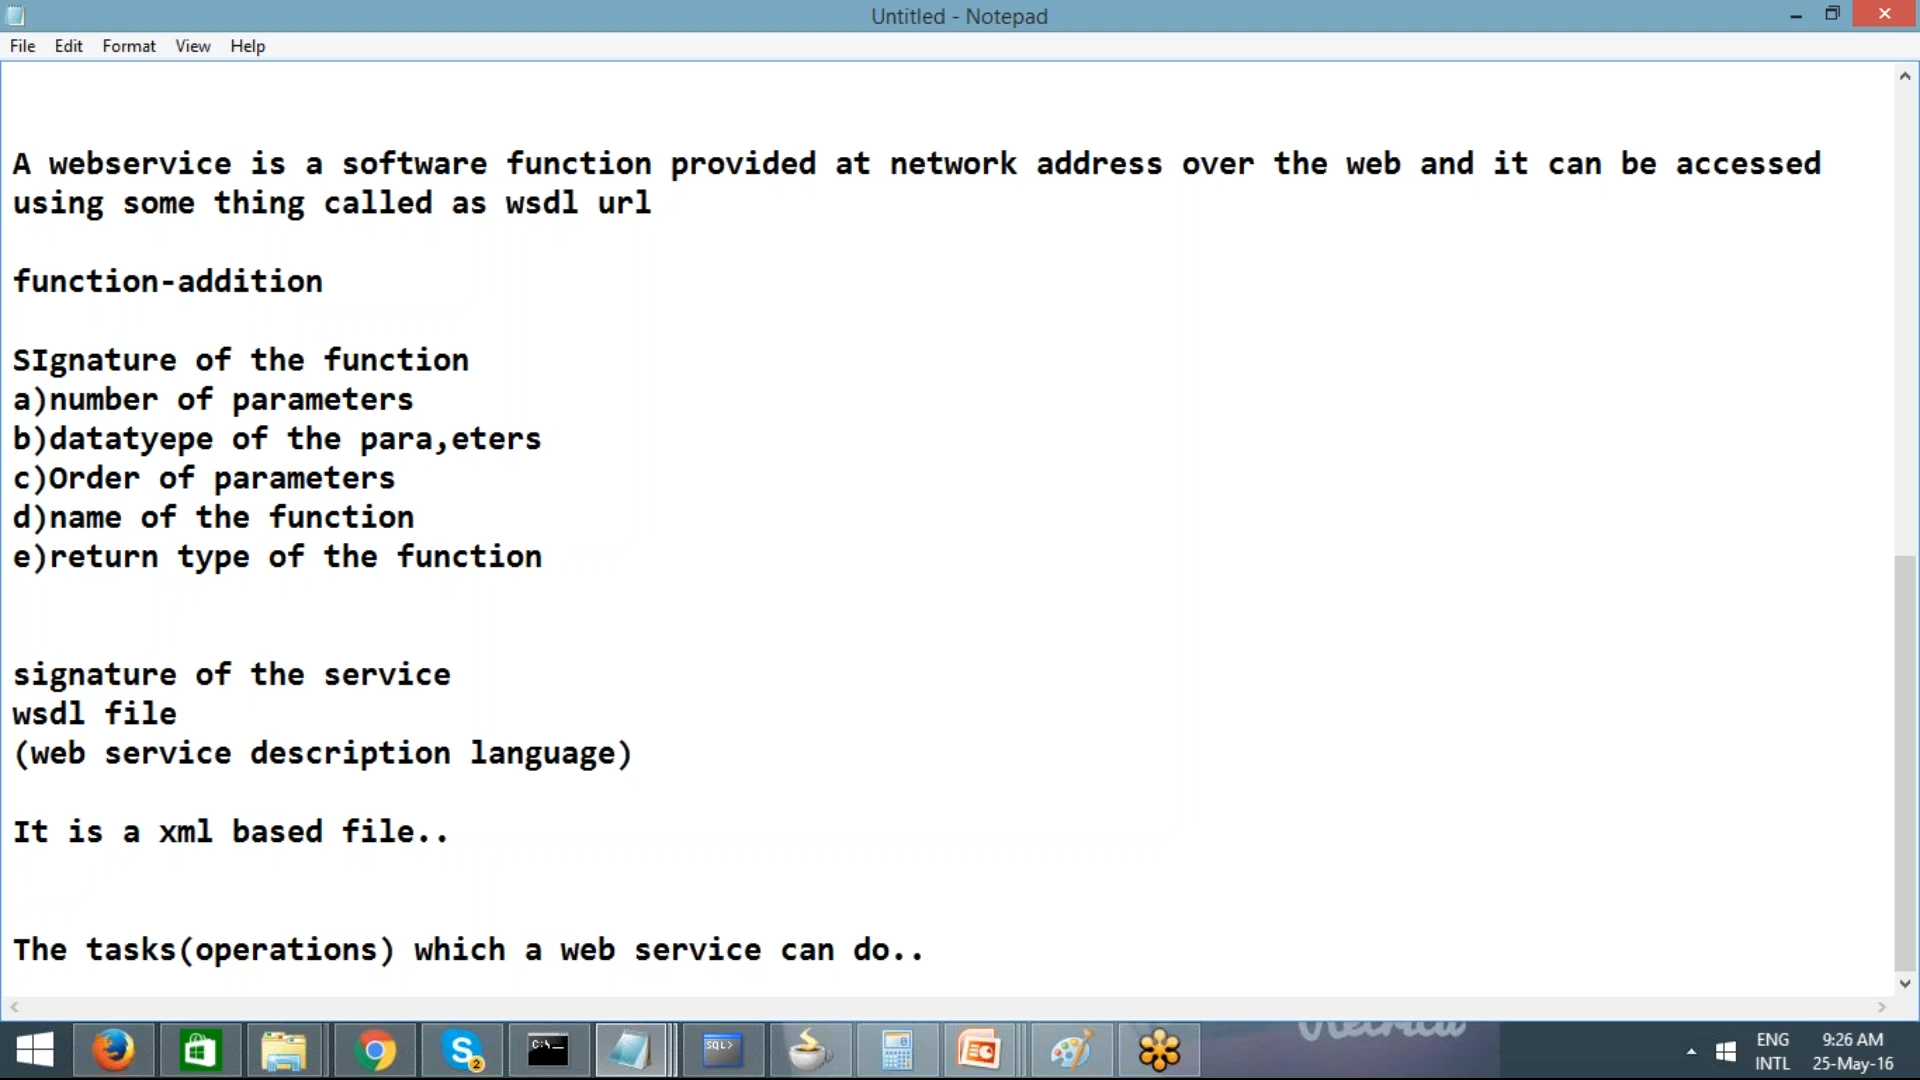 Untitled - Notepad
File Edit Format View Help
A webservice is a software function provided at network address over the web and it can be accessed
using some thing called as wsdl url
function-addition
SIgnature of the function
a)number of parameters
b)datatyepe of the para,eters
c)Order of parameters
d)name of the function
e)return type of the function
signature of the service
wsdl file
(web service description language)
It is a xml based file..
The tasks(operations) which a web service can do..
S 2
C:\_
SQL>
ENG 9:26 AM
INTL 25-May-16